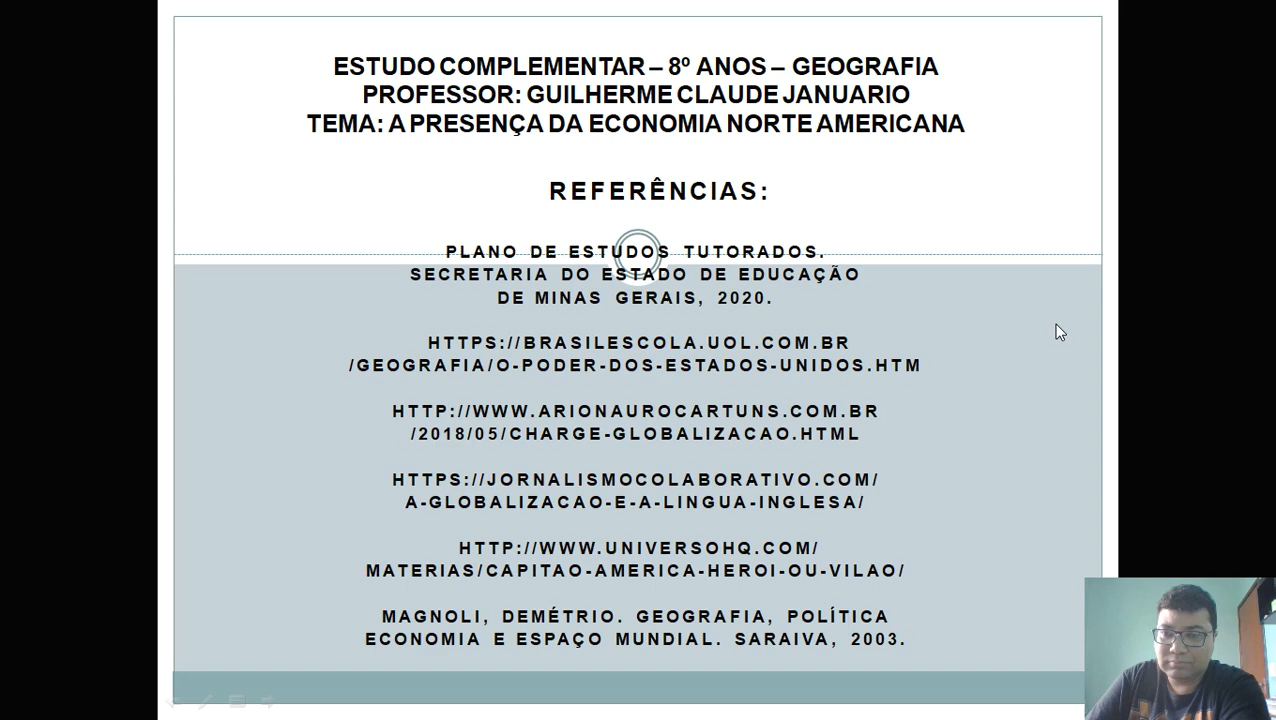 ESTUDO COMPLEMENTAR – 8º ANOS – GEOGRAFIA
PROFESSOR: GUILHERME CLAUDE JANUARIO
TEMA: A PRESENÇA DA ECONOMIA NORTE AMERICANA
REFERÊNCIAS:
PLANO DE ESTUDOS TUTORADOS.
SECRETARIA DO ESTADO DE EDUCAÇÃO
DE MINAS GERAIS, 2020.
HTTPS://BRASILESCOLA.UOL.COM.BR
/GEOGRAFIA/O-PODER-DOS-ESTADOS-UNIDOS.HTM
HTTP://WWW.ARIONAUROCARTUNS.COM.BR
/2018/05/CHARGE-GLOBALIZACAO.HTML
HTTPS://JORNALISMOCOLABORATIVO.COM/
A-GLOBALIZACAO-E-A-LINGUA-INGLESA/
HTTP://WWW.UNIVERSOHQ.COM/
MATERIAS/CAPITAO-AMERICA-HEROI-OU-VILAO/
MAGNOLI, DEMÉTRIO. GEOGRAFIA, POLÍTICA
ECONOMIA E ESPAÇO MUNDIAL. SARAIVA, 2003.